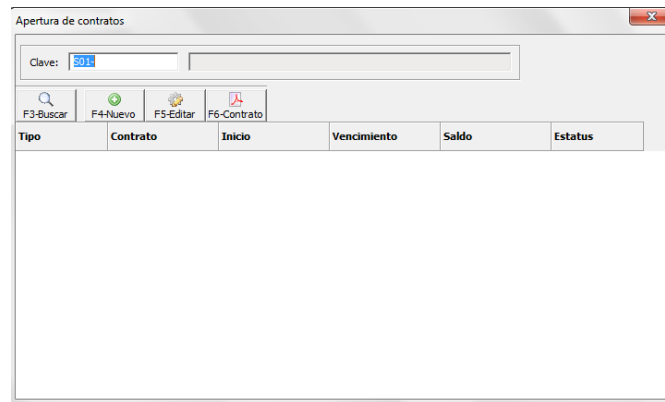 Apertura de contratos
Clave: S01-
F3-Buscar F4-Nuevo F5-Editar F6-Contrato
Tipo Contrato Inicio Vencimiento Saldo Estatus